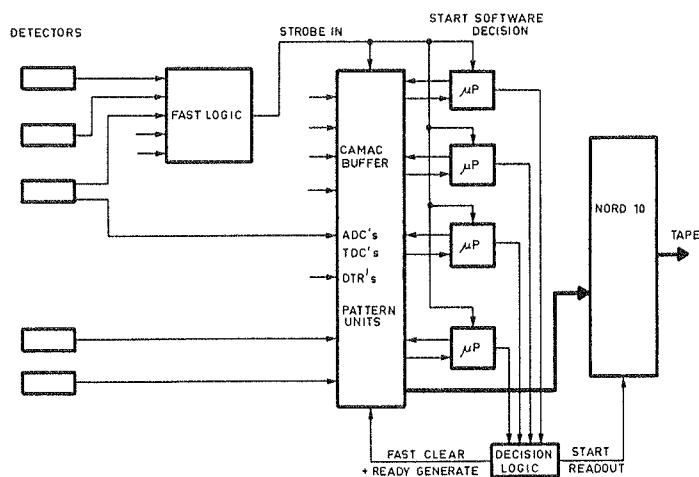 DETECTORS
STROBE IN
START SOFTWARE
DECISION
FAST LOGIC
CAMAC
BUFFER
ADC's
TDC's
DTR's
PATTERN
UNITS
μP
μP
μP
μP
NORD 10
TAPE
FAST CLEAR
+ READY GENERATE
DECISION
LOGIC
START
READOUT